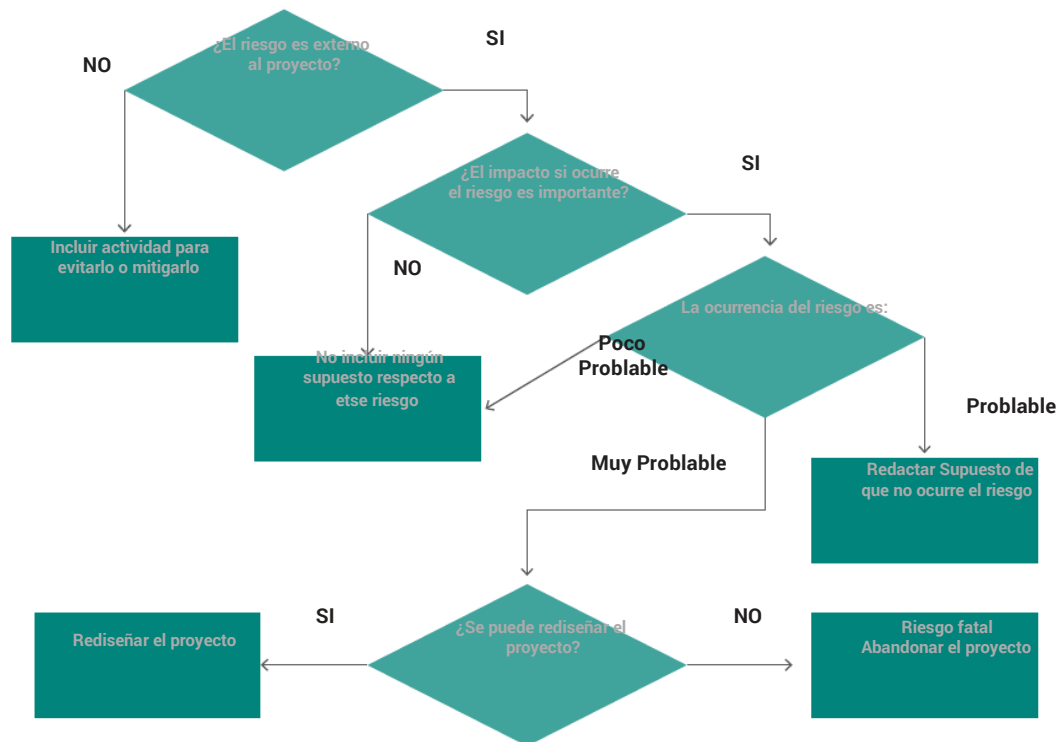 ¿El riesgo es externo
al proyecto?
SI
NO
¿El impacto si ocurre
el riesgo es importante?
SI
NO
Incluir actividad para
evitarlo o mitigarlo
La ocurrencia del riesgo es:
Poco
Problable
No incluir ningún
supuesto respecto a
etse riesgo
Problable
Muy Problable
Redactar Supuesto de
que no ocurre el riesgo
¿Se puede rediseñar el
proyecto?
SI
NO
Rediseñar el proyecto
Riesgo fatal
Abandonar el proyecto